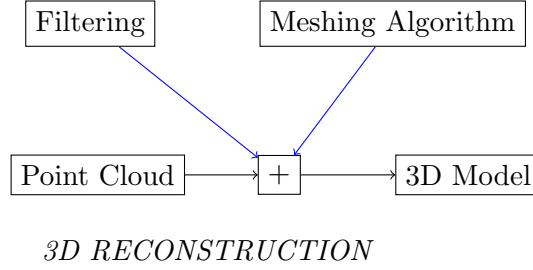 Filtering
Meshing Algorithm
Point Cloud
+
3D Model
3D RECONSTRUCTION